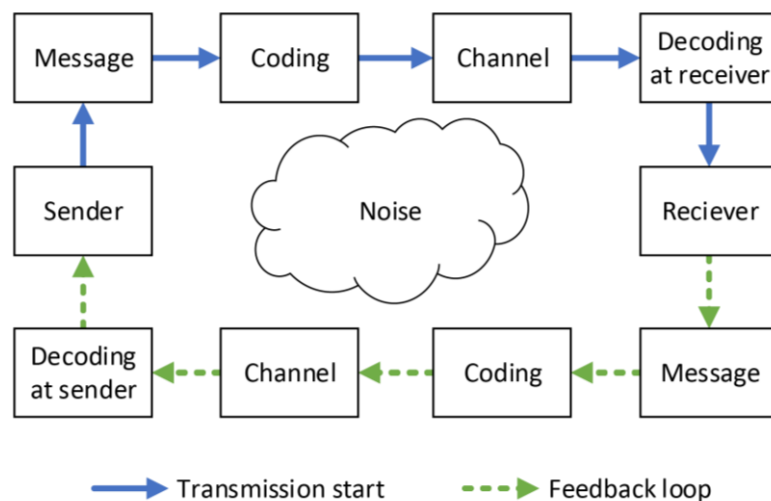 Message
Coding
Channel
Decoding
at receiver
Sender
Noise
Reciever
Decoding
at sender
Channel
Coding
Message
Transmission start
Feedback loop